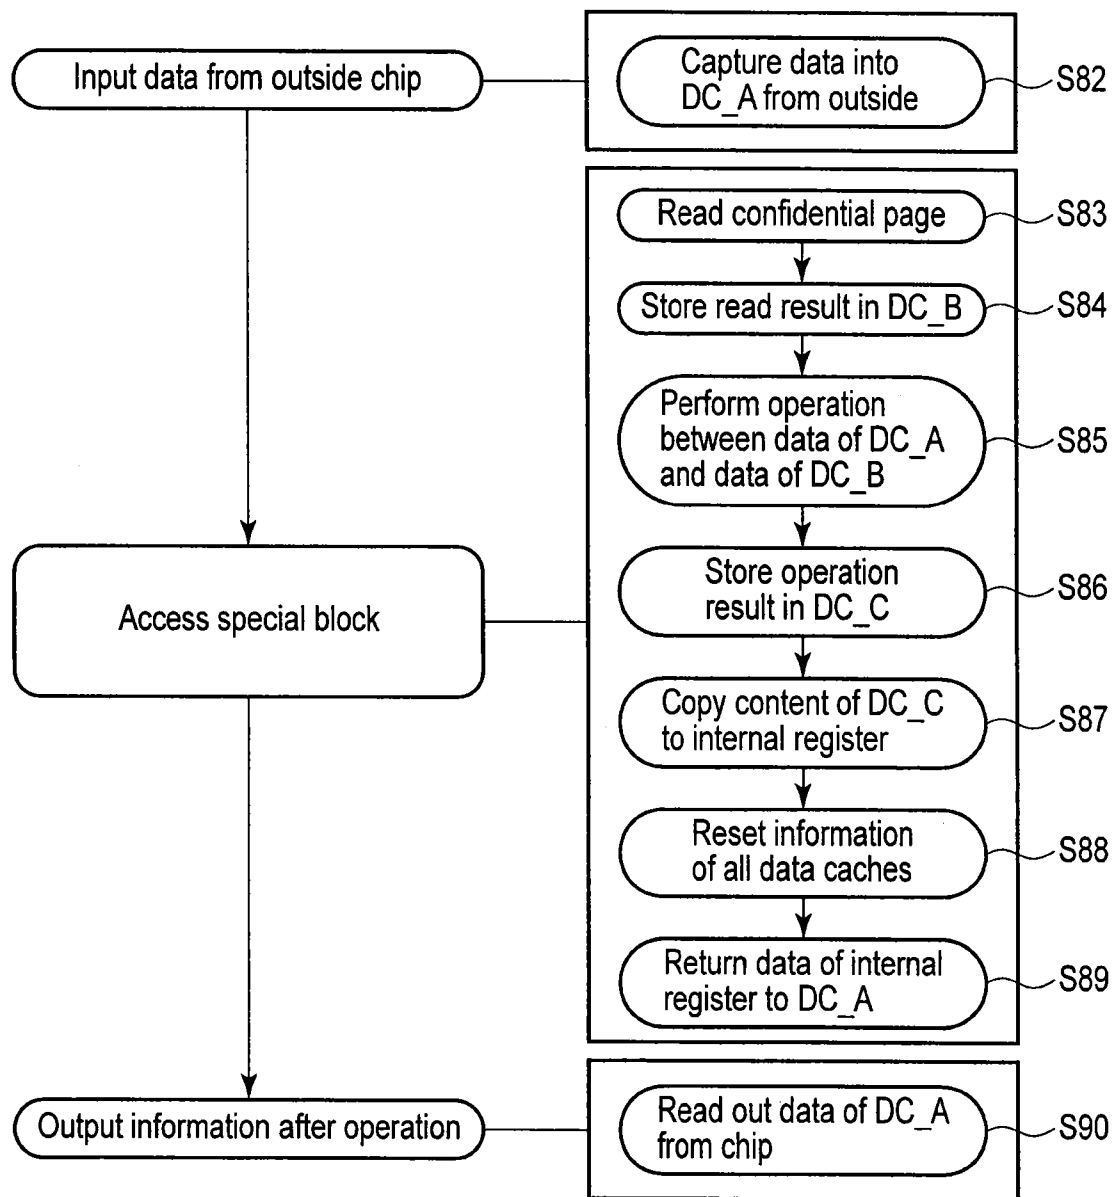 Input data from outside chip
Capture data into
DC_A from outside
S82
Read confidential page
S83
Store read result in DC_B
S84
Perform operation
between data of DC_A
and data of DC_B
S85
Access special block
Store operation
result in DC_C
S86
Copy content of DC_C
to internal register
S87
Reset information
of all data caches
S88
Return data of internal
register to DC_A
S89
Output information after operation
Read out data of DC_A
from chip
S90